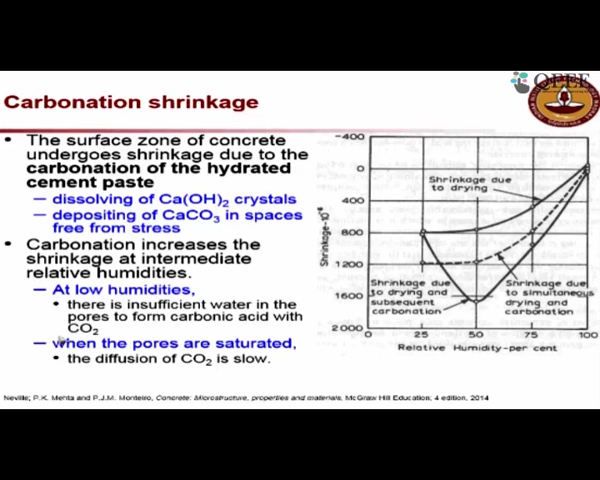 Carbonation shrinkage
• The surface zone of concrete
undergoes shrinkage due to the
carbonation of the hydrated
cement paste
– dissolving of Ca(OH)2 crystals
– depositing of CaCO3 in spaces
free from stress
• Carbonation increases the
shrinkage at intermediate
relative humidities.
– At low humidities,
• there is insufficient water in the
pores to form carbonic acid with
CO2
– when the pores are saturated,
• the diffusion of CO2 is slow.
-400
0
400
800
1200
1600
2000
Shrinkage-10-6
Shrinkage due
to drying
Shrinkage due
to drying and
subsequent
carbonation
Shrinkage due
to simultaneous
drying and
carbonation
0 25 50 75 100
Relative Humidity-per cent
Neville; P.K. Mehta and P.J.M. Monteiro, Concrete: Microstructure, properties and materials, McGraw Hill Education; 4 edition, 2014